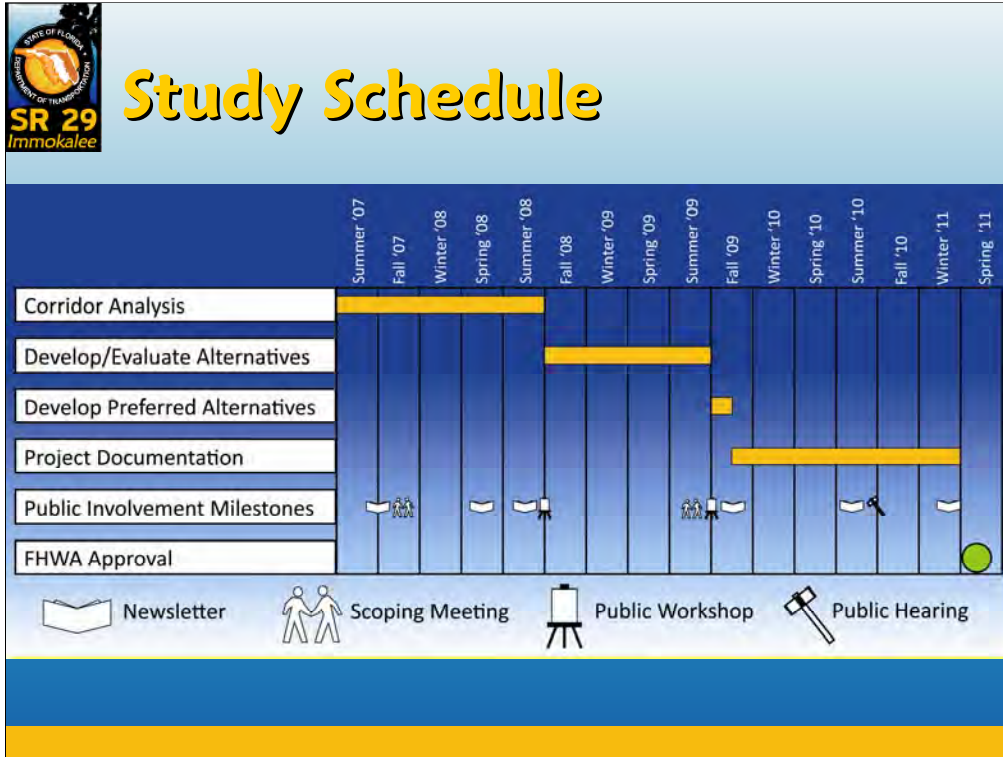 STATE OF FLORIDA
DEPARTMENT OF TRANSPORTATION
SR 29
Immokalee
Study Schedule
Summer '07
Fall '07
Winter '08
Spring '08
Summer '08
Fall '08
Winter '09
Spring '09
Summer '09
Fall '09
Winter '10
Spring '10
Summer '10
Fall '10
Winter '11
Spring '11
Corridor Analysis
Develop/Evaluate Alternatives
Develop Preferred Alternatives
Project Documentation
Public Involvement Milestones
FHWA Approval
Newsletter
Scoping Meeting
Public Workshop
Public Hearing